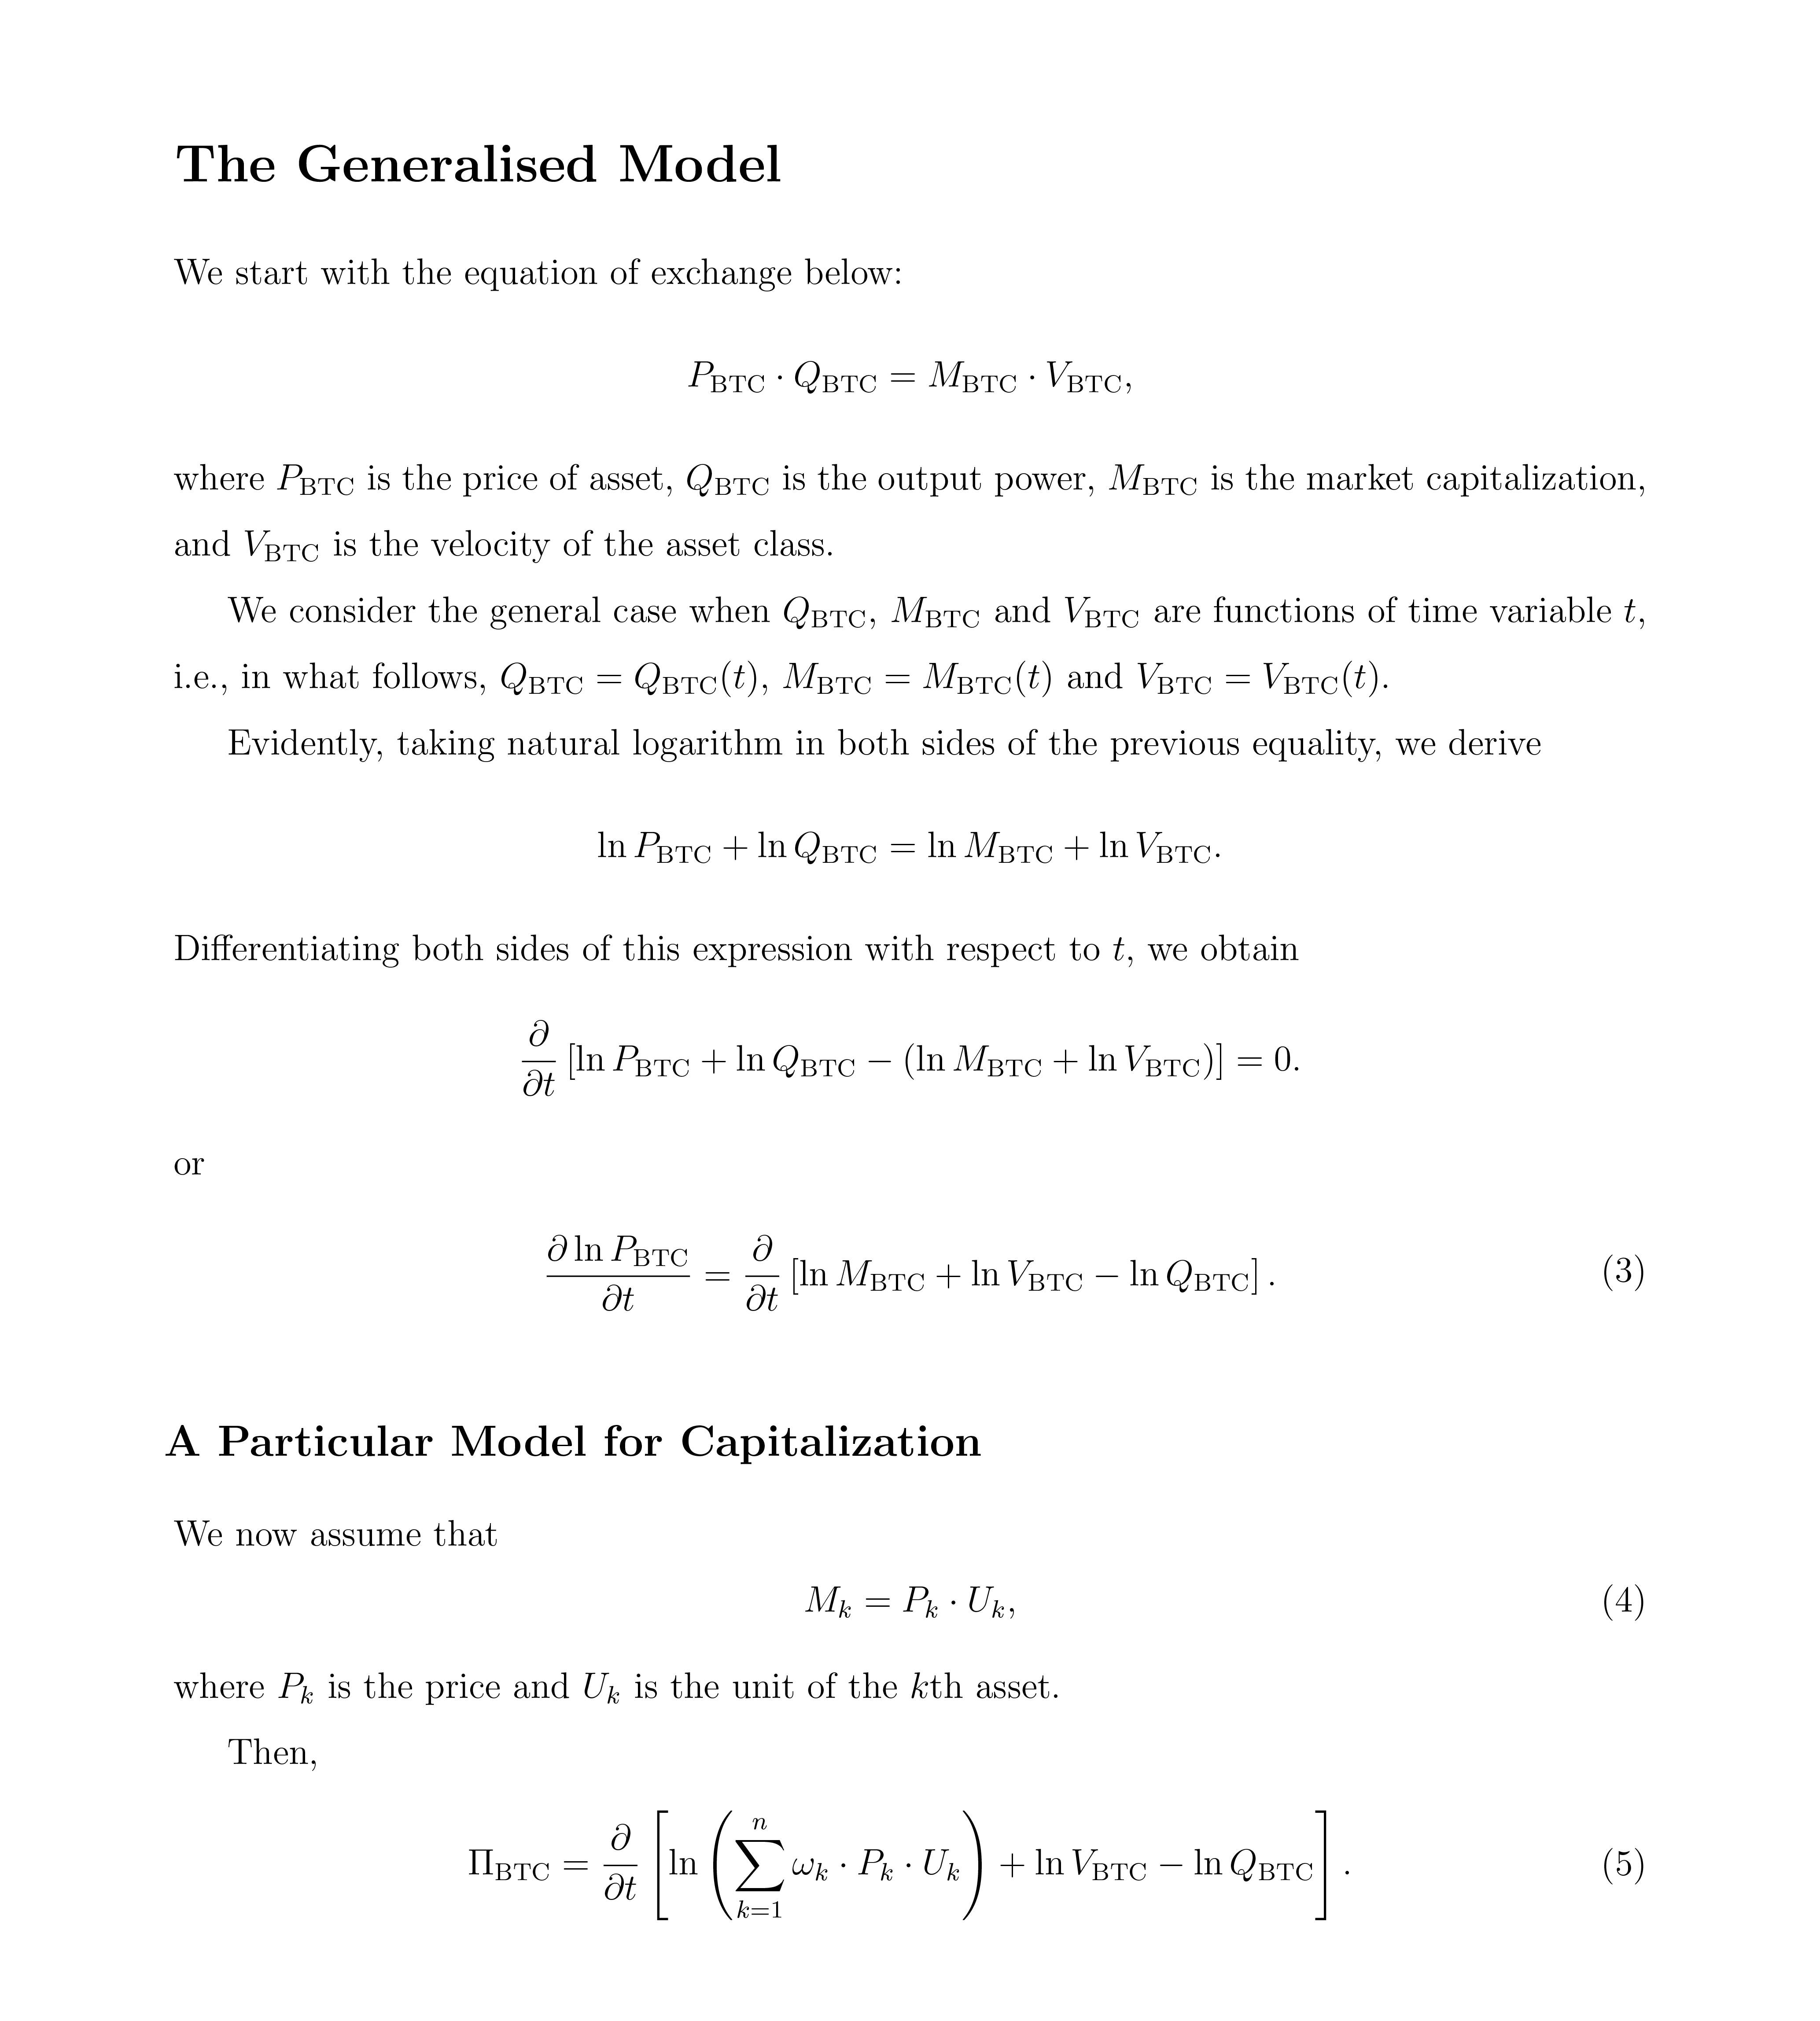 The Generalised Model
We start with the equation of exchange below:
$P_{\mathrm{BTC}} \cdot Q_{\mathrm{BTC}} = M_{\mathrm{BTC}} \cdot V_{\mathrm{BTC}},$
where $P_{\mathrm{BTC}}$ is the price of asset, $Q_{\mathrm{BTC}}$ is the output power, $M_{\mathrm{BTC}}$ is the market capitalization,
and $V_{\mathrm{BTC}}$ is the velocity of the asset class.
We consider the general case when $Q_{\mathrm{BTC}}$, $M_{\mathrm{BTC}}$ and $V_{\mathrm{BTC}}$ are functions of time variable $t$,
i.e., in what follows, $Q_{\mathrm{BTC}} = Q_{\mathrm{BTC}}(t)$, $M_{\mathrm{BTC}} = M_{\mathrm{BTC}}(t)$ and $V_{\mathrm{BTC}} = V_{\mathrm{BTC}}(t)$.
Evidently, taking natural logarithm in both sides of the previous equality, we derive
$\ln P_{\mathrm{BTC}} + \ln Q_{\mathrm{BTC}} = \ln M_{\mathrm{BTC}} + \ln V_{\mathrm{BTC}}.$
Differentiating both sides of this expression with respect to $t$, we obtain
$\frac{\partial}{\partial t} \left[\ln P_{\mathrm{BTC}} + \ln Q_{\mathrm{BTC}} - (\ln M_{\mathrm{BTC}} + \ln V_{\mathrm{BTC}})\right] = 0.$
or
$\frac{\partial \ln P_{\mathrm{BTC}}}{\partial t} = \frac{\partial}{\partial t} \left[\ln M_{\mathrm{BTC}} + \ln V_{\mathrm{BTC}} - \ln Q_{\mathrm{BTC}}\right].$ (3)
A Particular Model for Capitalization
We now assume that
$M_k = P_k \cdot U_k,$ (4)
where $P_k$ is the price and $U_k$ is the unit of the $k$th asset.
Then,
$\Pi_{\mathrm{BTC}} = \frac{\partial}{\partial t} \left[\ln \left(\sum_{k=1}^{n} \omega_k \cdot P_k \cdot U_k\right) + \ln V_{\mathrm{BTC}} - \ln Q_{\mathrm{BTC}}\right].$ (5)